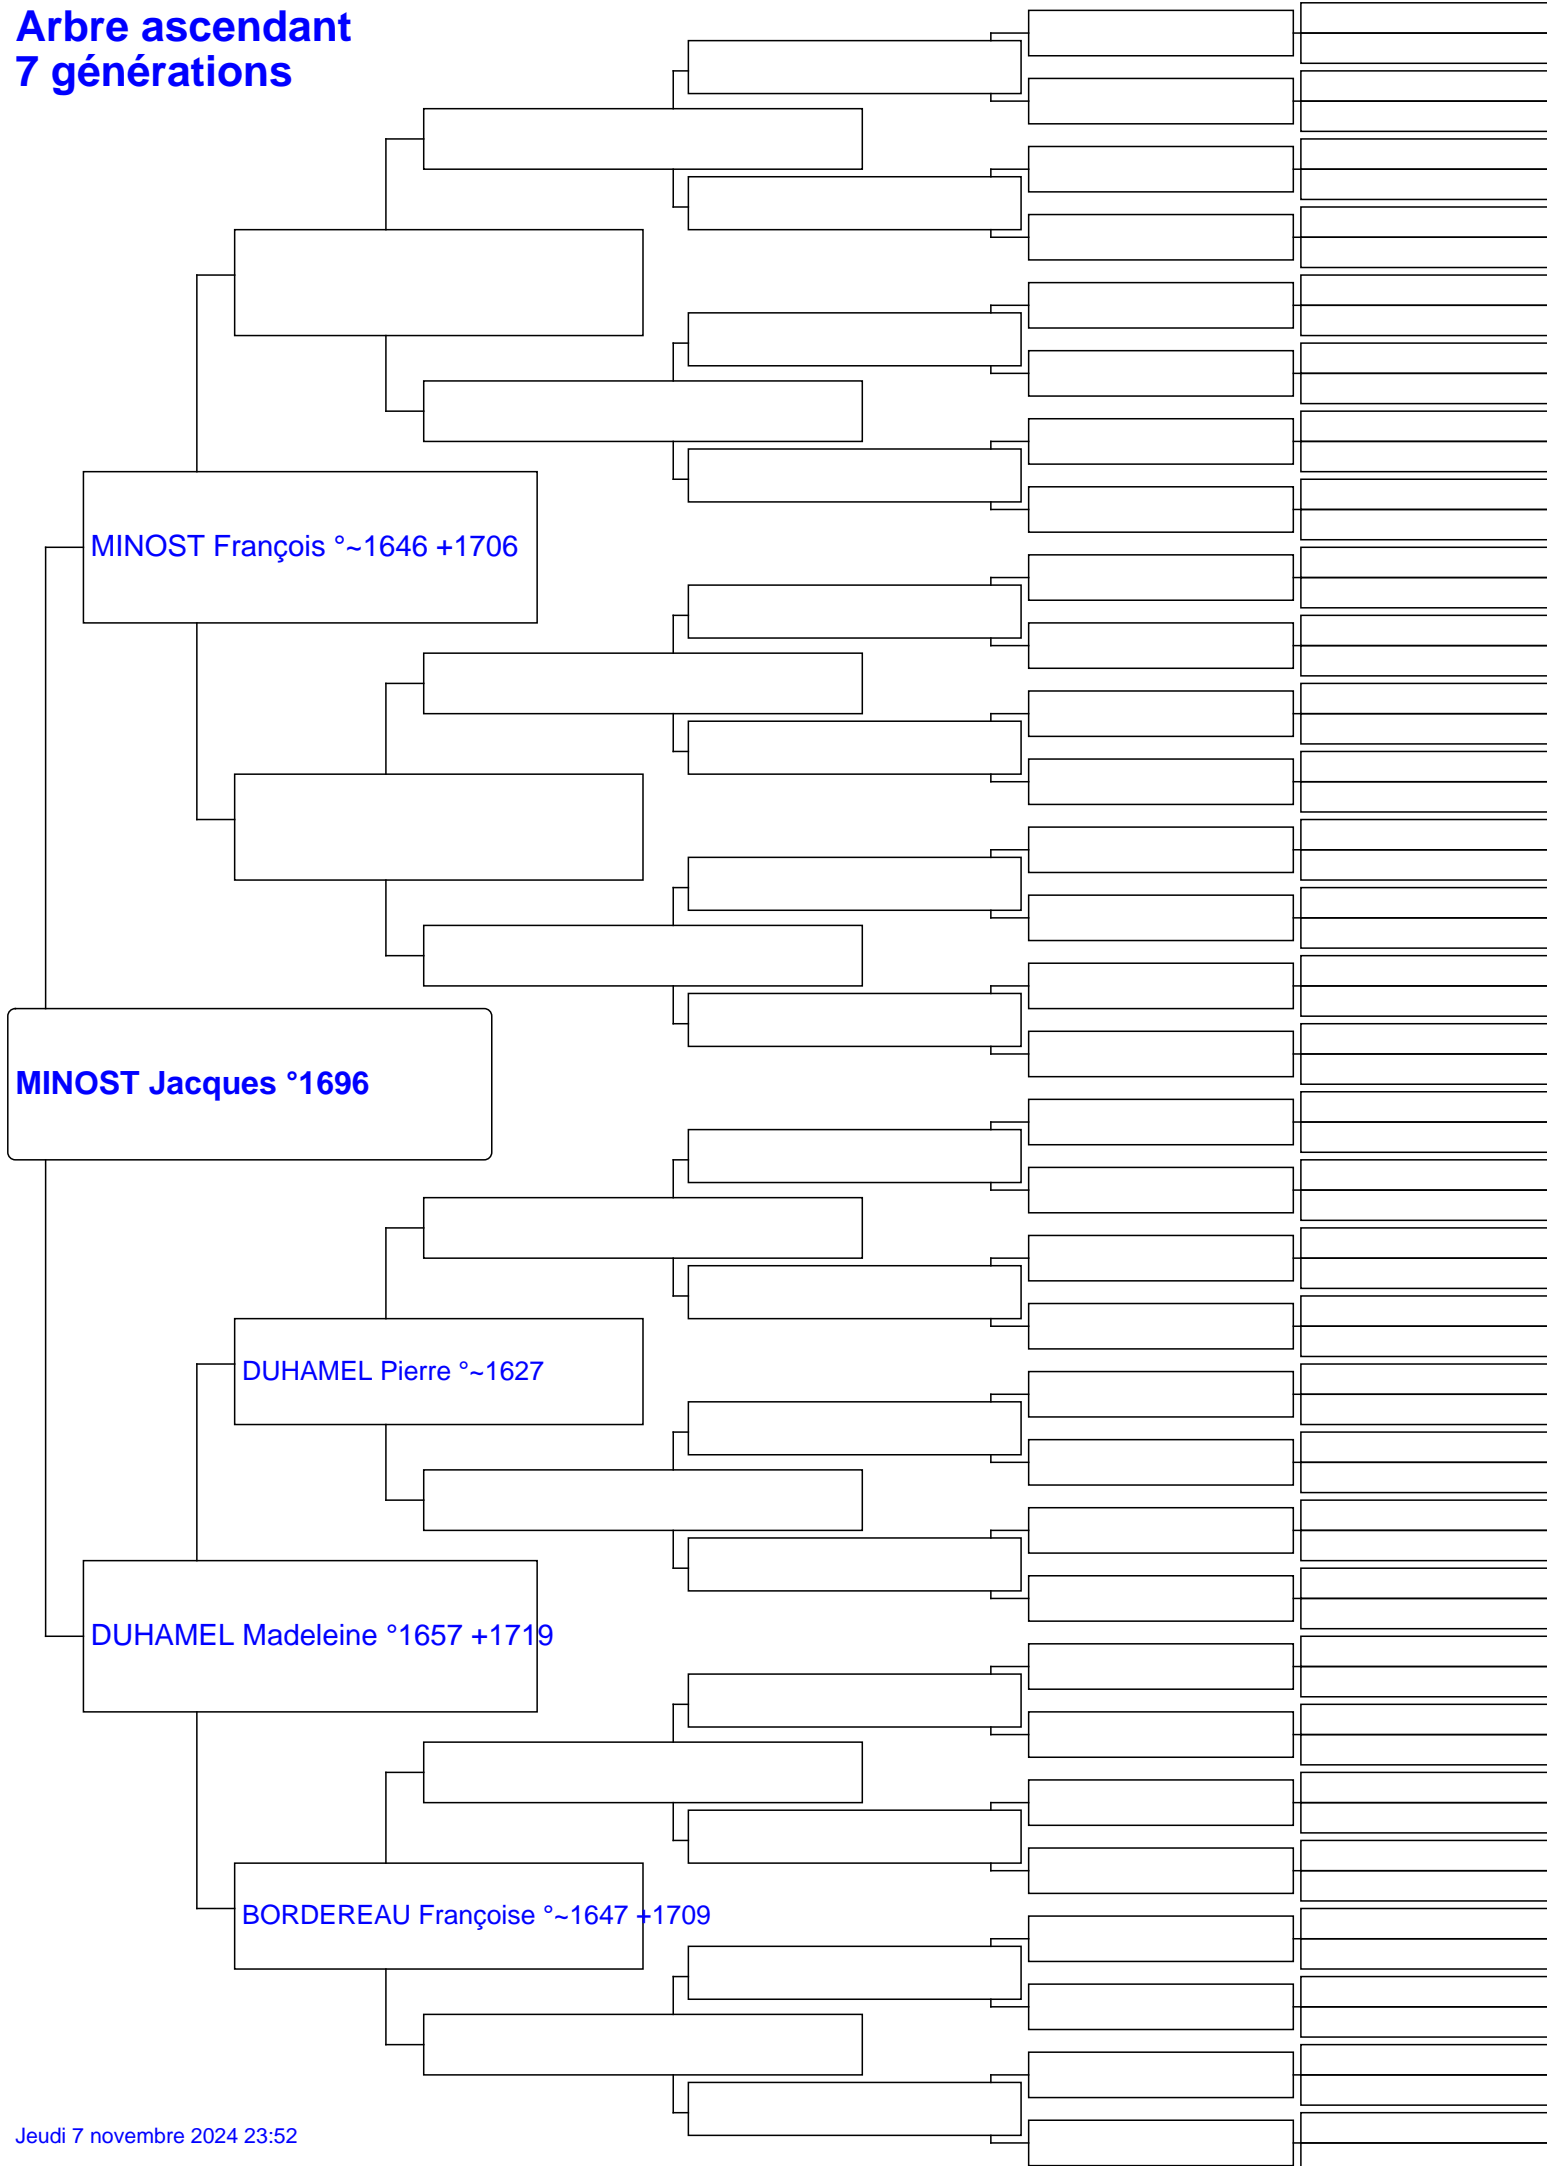 Arbre ascendant
7 générations
MINOST François °~1646 +1706
MINOST Jacques °1696
DUHAMEL Pierre °~1627
DUHAMEL Madeleine °1657 +1719
BORDEREAU Françoise °~1647 +1709
Jeudi 7 novembre 2024 23:52